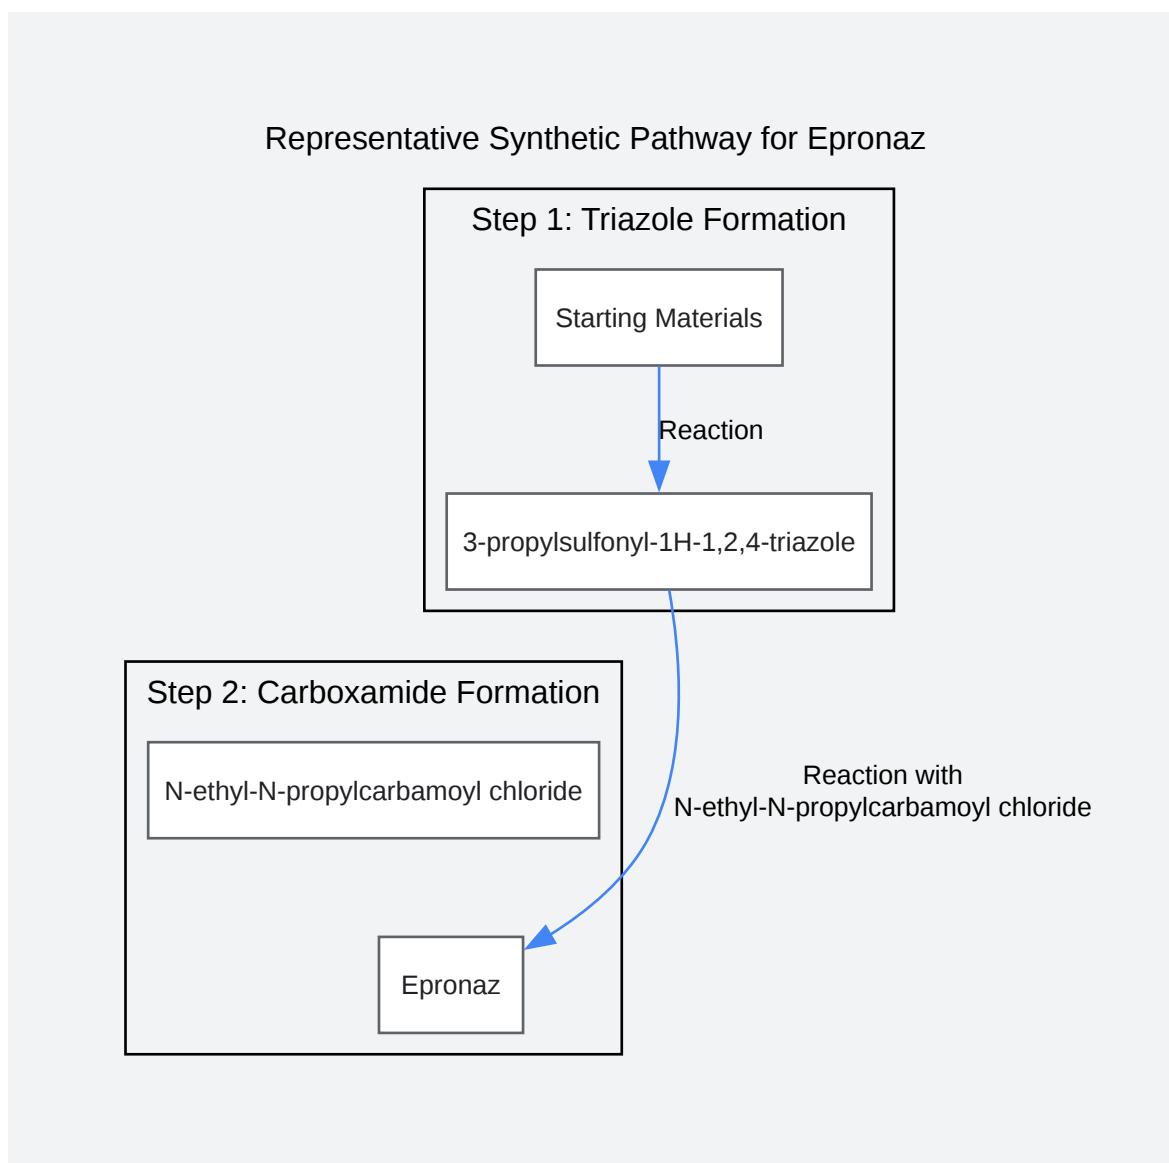 Representative Synthetic Pathway for Epronaz
Step 1: Triazole Formation
Starting Materials
Reaction
3-propylsulfonyl-1H-1,2,4-triazole
Step 2: Carboxamide Formation
N-ethyl-N-propylcarbamoyl chloride
Reaction with
N-ethyl-N-propylcarbamoyl chloride
Epronaz